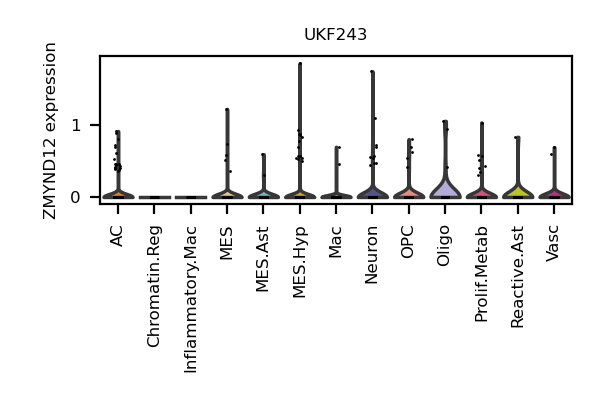 UKF243
ZMYND12 expression
1
0
AC
Chromatin.Reg
Inflammatory.Mac
MES
MES.Ast
MES.Hyp
Mac
Neuron
OPC
Oligo
Prolif.Metab
Reactive.Ast
Vasc